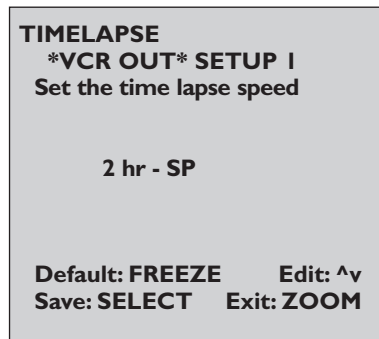 TIMELAPSE
*VCR OUT* SETUP 1
Set the time lapse speed
2 hr - SP
Default: FREEZE Edit: ^v
Save: SELECT Exit: ZOOM